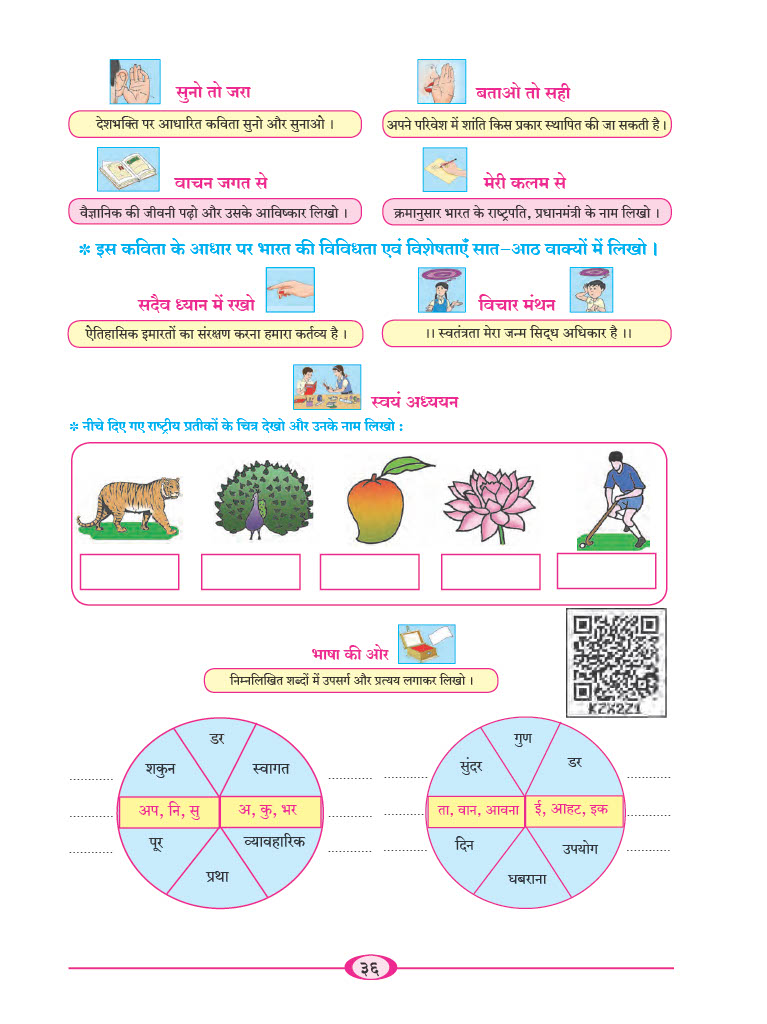 सुनो तो जरा
बताओ तो सही
देशभक्ति पर आधारित कविता सुनो और सुनाओ ।
अपने परिवेश में शांति किस प्रकार स्थापित की जा सकती है ।
वाचन जगत से
मेरी कलम से
वैज्ञानिक की जीवनी पढ़ो और उसके आविष्कार लिखो ।
क्रमानुसार भारत के राष्ट्रपति, प्रधानमंत्री के नाम लिखो ।
* इस कविता के आधार पर भारत की विविधता एवं विशेषताएँ सात-आठ वाक्यों में लिखो ।
सदैव ध्यान में रखो
विचार मंथन
ऐतिहासिक इमारतों का संरक्षण करना हमारा कर्तव्य है ।
।। स्वतंत्रता मेरा जन्म सिद्ध अधिकार है ।।
स्वयं अध्ययन
* नीचे दिए गए राष्ट्रीय प्रतीकों के चित्र देखो और उनके नाम लिखो :
भाषा की ओर
निम्नलिखित शब्दों में उपसर्ग और प्रत्यय लगाकर लिखो ।
KZX2Z1
डर
शकुन
स्वागत
अप, नि, सु
अ, कु, भर
पूर
व्यावहारिक
प्रथा
गुण
सुंदर
डर
ता, वान, आवना
ई, आहट, इक
दिन
उपयोग
घबराना
३६